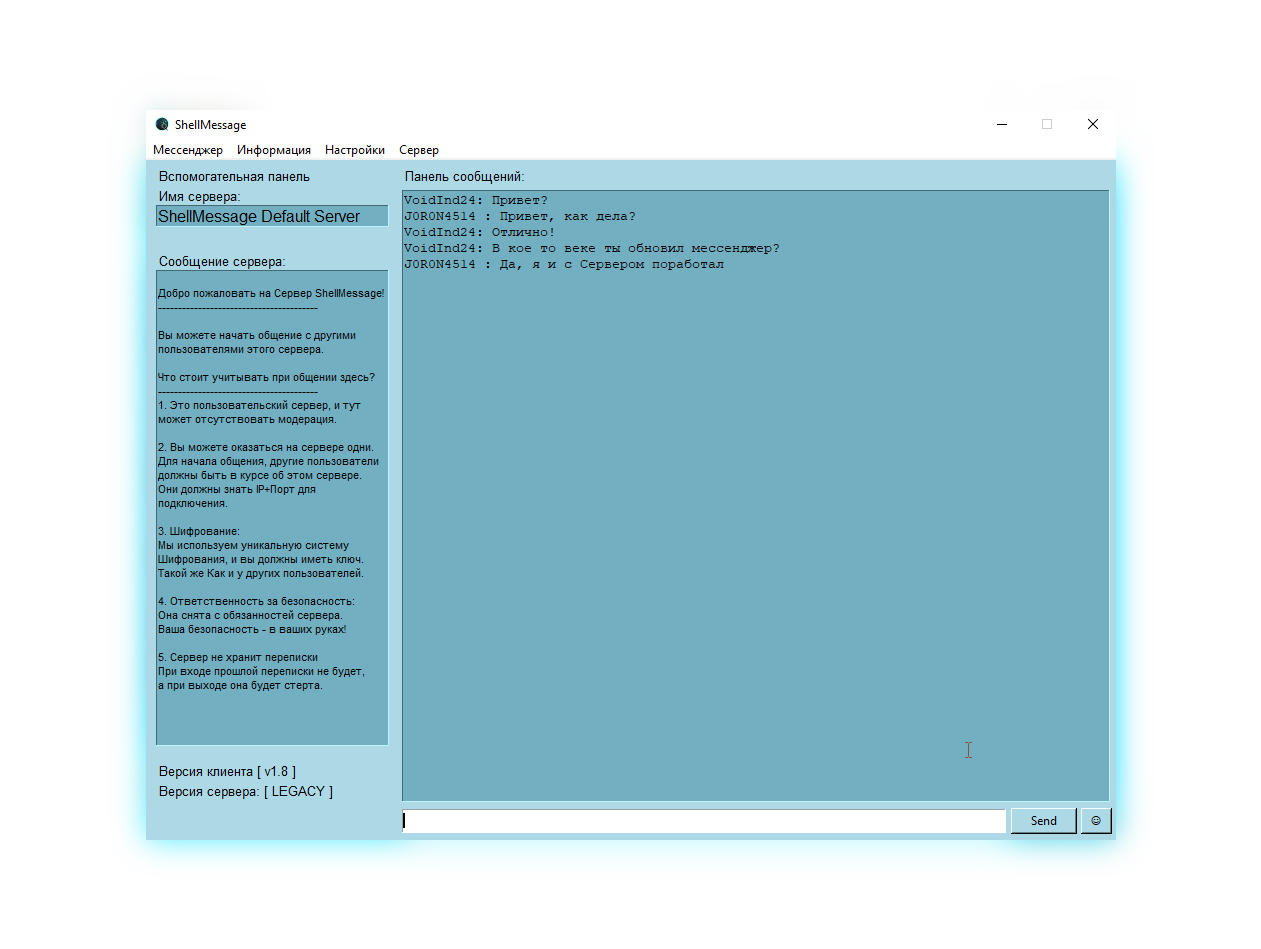 ShellMessage
Мессенджер Информация Настройки Сервер
Вспомогательная панель
Имя сервера:
ShellMessage Default Server
Сообщение сервера:
Добро пожаловать на Сервер ShellMessage!
----------------------------------------
Вы можете начать общение с другими
пользователями этого сервера.
Что стоит учитывать при общении здесь?
----------------------------------------
1. Это пользовательский сервер, и тут
может отсутствовать модерация.
2. Вы можете оказаться на сервере одни.
Для начала общения, другие пользователи
должны быть в курсе об этом сервере.
Они должны знать IP+Порт для
подключения.
3. Шифрование:
Мы используем уникальную систему
Шифрования, и вы должны иметь ключ.
Такой же Как и у других пользователей.
4. Ответственность за безопасность:
Она снята с обязанностей сервера.
Ваша безопасность - в ваших руках!
5. Сервер не хранит переписки
При входе прошлой переписки не будет,
а при выходе она будет стерта.
Версия клиента [ v1.8 ]
Версия сервера: [ LEGACY ]
Панель сообщений:
VoidInd24: Привет?
J0R0N4514 : Привет, как дела?
VoidInd24: Отлично!
VoidInd24: В кое то веке ты обновил мессенджер?
J0R0N4514 : Да, я и с Сервером поработал
Send
☺